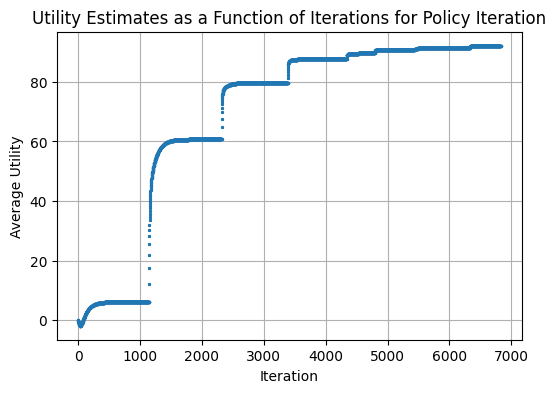 Utility Estimates as a Function of Iterations for Policy Iteration
80
60
40
20
0
Average Utility
0 1000 2000 3000 4000 5000 6000 7000
Iteration